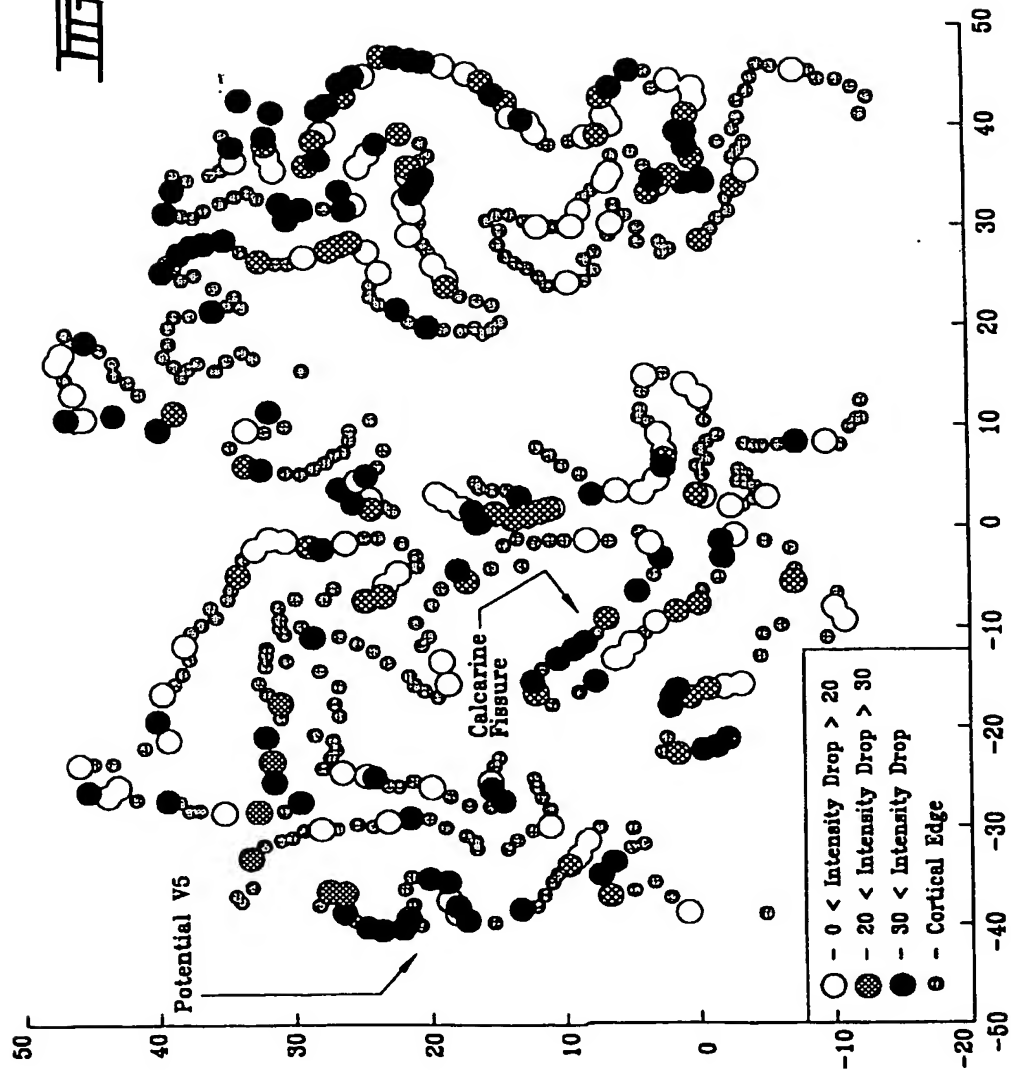 50
40
30
20
10
0
-10
-20
Potential V5
Calcarine
Fissure
- 0 < Intensity Drop > 20
- 20 < Intensity Drop > 30
- 30 < Intensity Drop
- Cortical Edge
-50
-40
-30
-20
-10
0
10
20
30
40
50